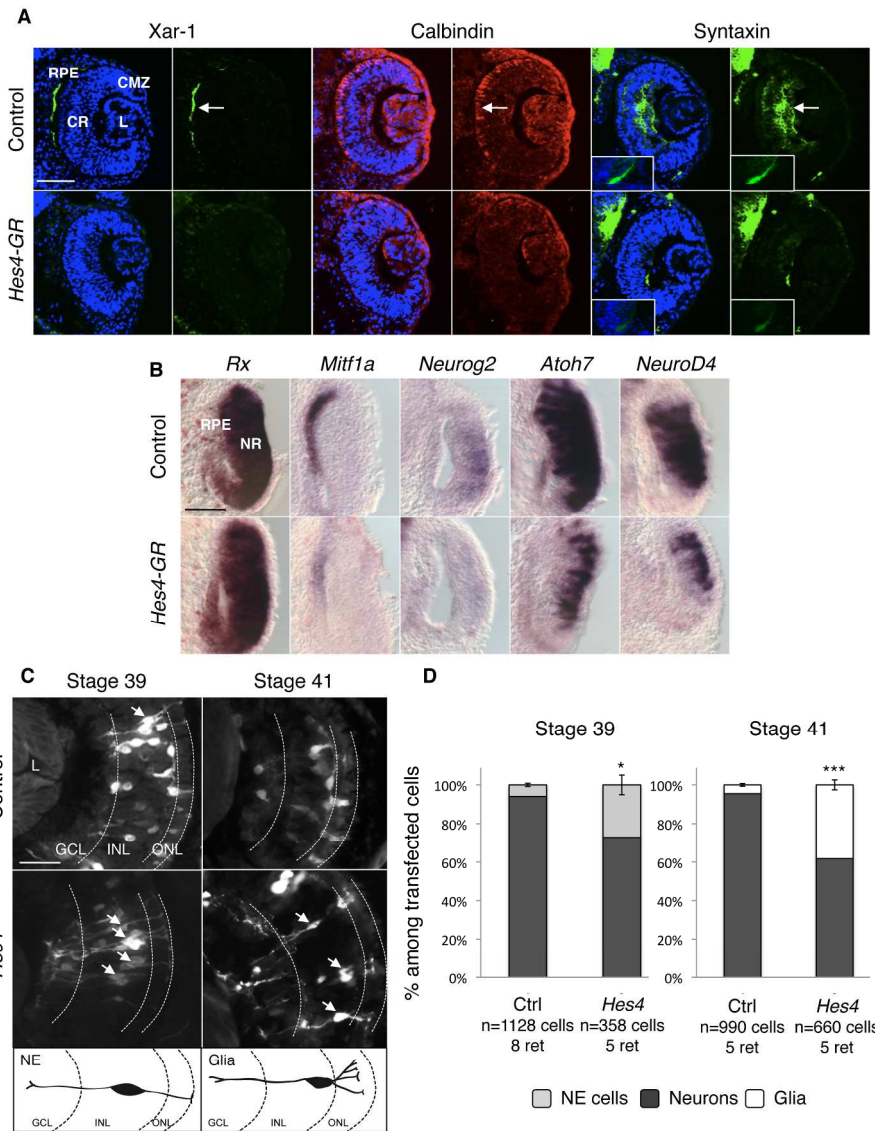 A
Xar-1 Calbindin Syntaxin
Control
RPE
CMZ
CR
L
Hes4-GR
B
Rx Mitf1a Neurog2 Atoh7 NeuroD4
Control
RPE
NR
Hes4-GR
C
Stage 39 Stage 41
L
GCL INL ONL
NE
GCL INL ONL
Glia
GCL INL ONL
D
Stage 39 Stage 41
% among transfected cells
* ***
100% 100%
80% 80%
60% 60%
40% 40%
20% 20%
0% 0%
Ctrl Hes4 Ctrl Hes4
n=1128 cells n=358 cells n=990 cells n=660 cells
8 ret 5 ret 5 ret 5 ret
NE cells Neurons Glia